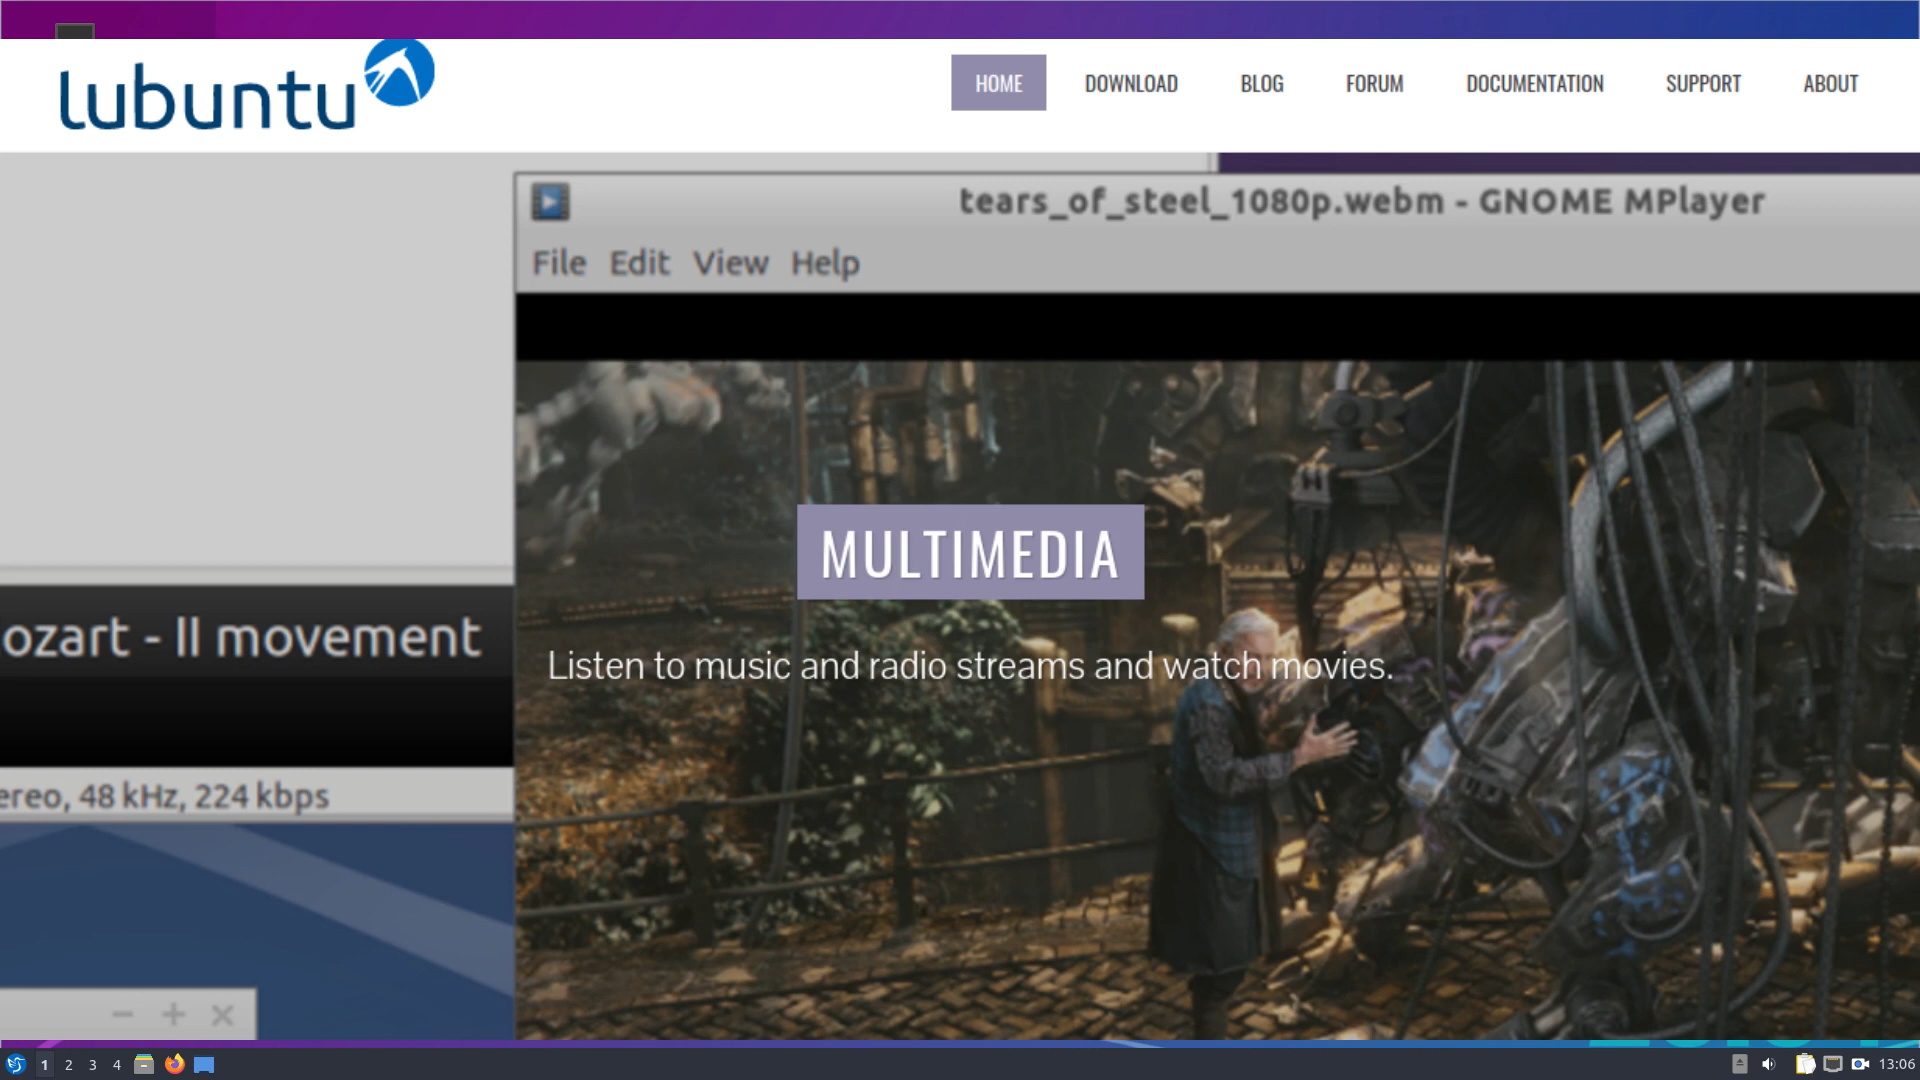 lubuntu
HOME DOWNLOAD BLOG FORUM DOCUMENTATION SUPPORT ABOUT
tears_of_steel_1080p.webm - GNOME MPlayer
File Edit View Help
MULTIMEDIA
ozart - II movement
Listen to music and radio streams and watch movies.
ereo, 48 kHz, 224 kbps
1 2 3 4
13:06